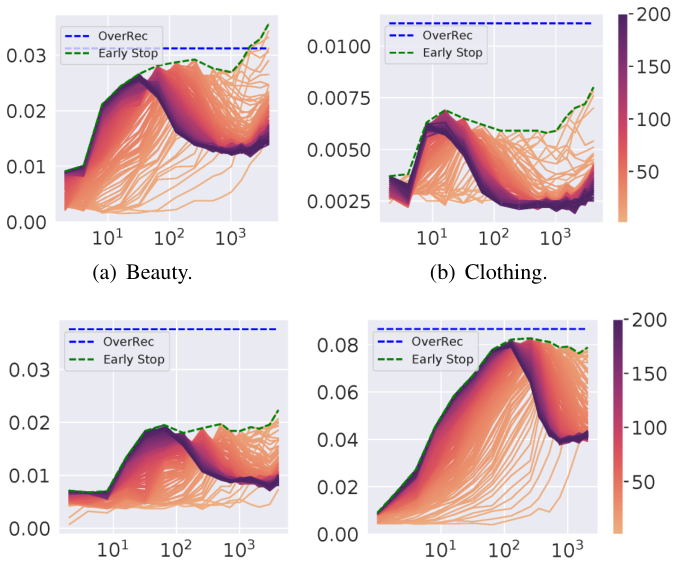 OverRec
Early Stop
0.03
0.02
0.01
0.00
10^1 10^2 10^3
(a) Beauty.
OverRec
Early Stop
0.0100
0.0075
0.0050
0.0025
10^1 10^2 10^3
(b) Clothing.
200
150
100
50
OverRec
Early Stop
0.03
0.02
0.01
0.00
10^1 10^2 10^3
OverRec
Early Stop
0.08
0.06
0.04
0.02
0.00
10^1 10^2 10^3
200
150
100
50